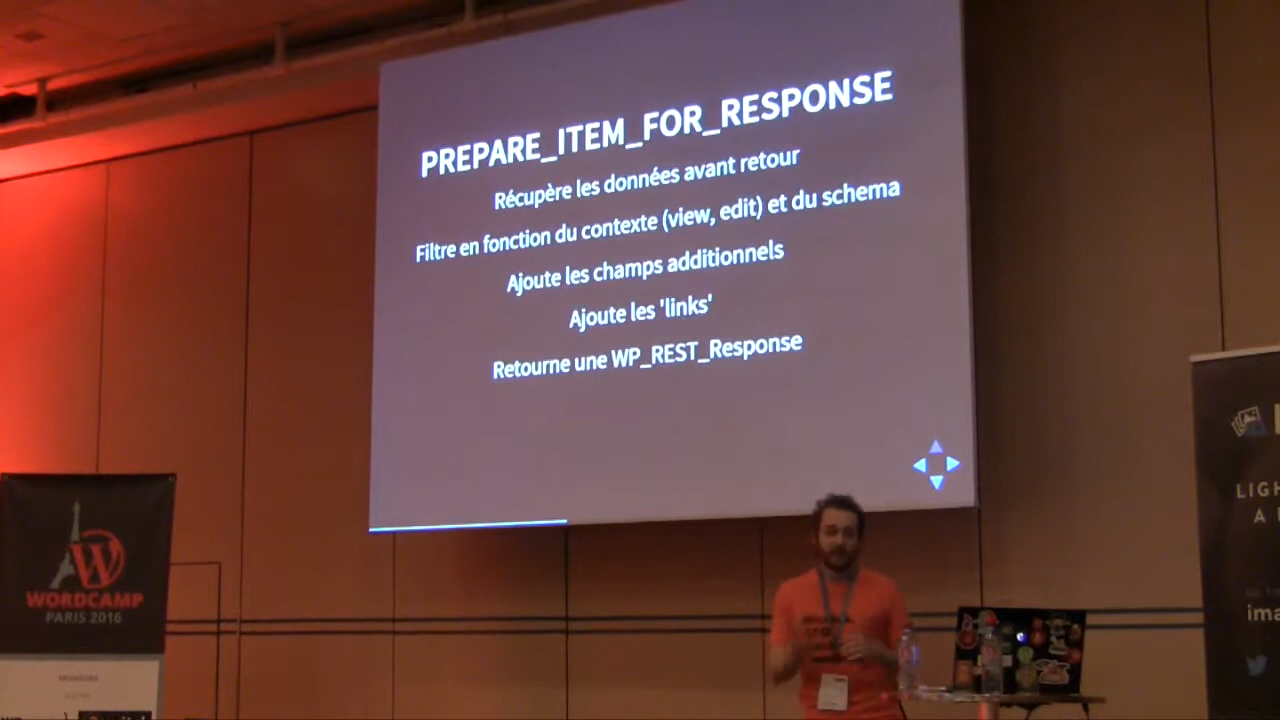 PREPARE_ITEM_FOR_RESPONSE
Récupère les données avant retour
Filtre en fonction du contexte (view, edit) et du schema
Ajoute les champs additionnels
Ajoute les 'links'
Retourne une WP_REST_Response
WORDCAMP
PARIS 2016
LIGH
A
ima